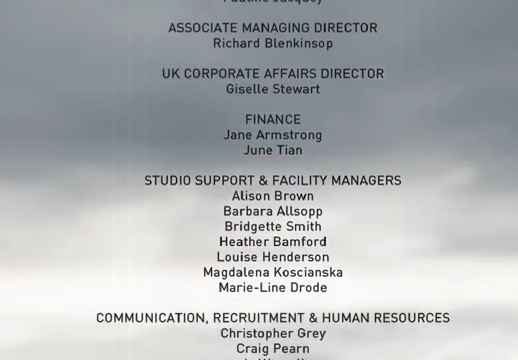 ASSOCIATE MANAGING DIRECTOR
Richard Blenkinsop
UK CORPORATE AFFAIRS DIRECTOR
Giselle Stewart
FINANCE
Jane Armstrong
June Tian
STUDIO SUPPORT & FACILITY MANAGERS
Alison Brown
Barbara Allsopp
Bridgette Smith
Heather Bamford
Louise Henderson
Magdalena Koscianska
Marie-Line Drode
COMMUNICATION, RECRUITMENT & HUMAN RESOURCES
Christopher Grey
Craig Pearn